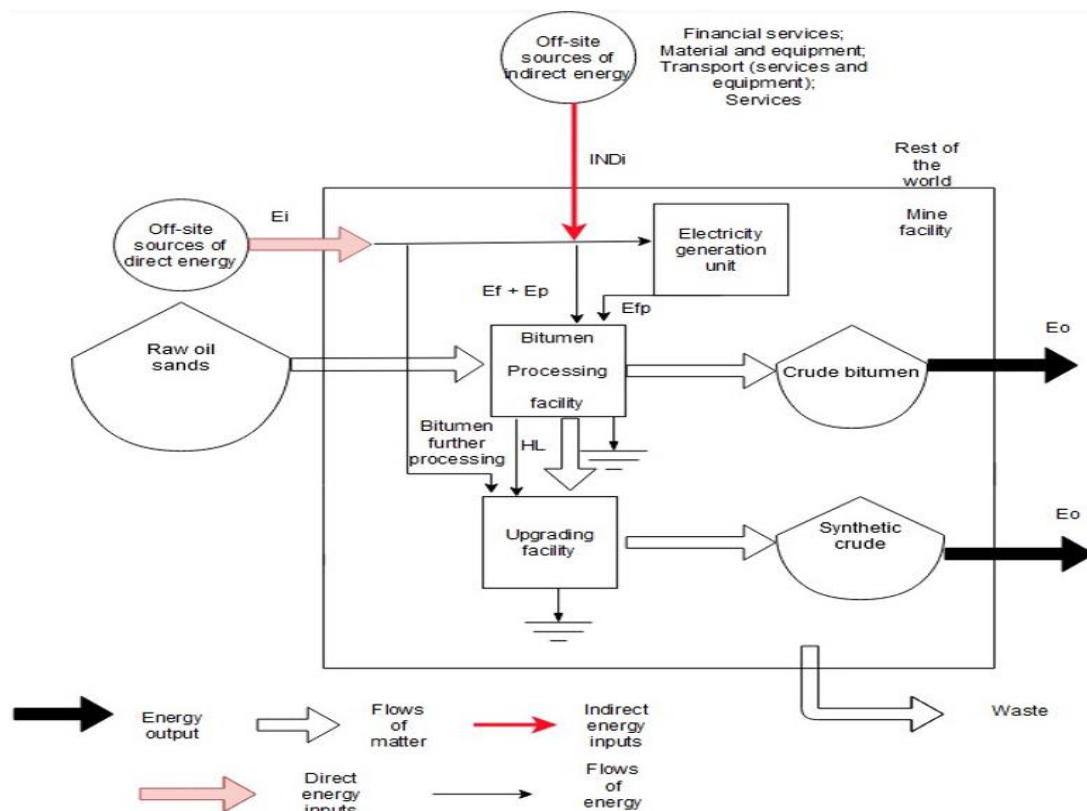 Off-site
sources of
indirect energy
Financial services;
Material and equipment;
Transport (services and
equipment);
Services
INDi
Rest of
the
world
Mine
facility
Off-site
sources of
direct energy
Ei
Electricity
generation
unit
Ef + Ep
Efp
Raw oil
sands
Bitumen
Processing
facility
Crude bitumen
Eo
Bitumen
further
processing
HL
Upgrading
facility
Synthetic
crude
Eo
Waste
Energy
output
Flows
of
matter
Indirect
energy
inputs
Direct
energy
inputs
Flows
of
energy